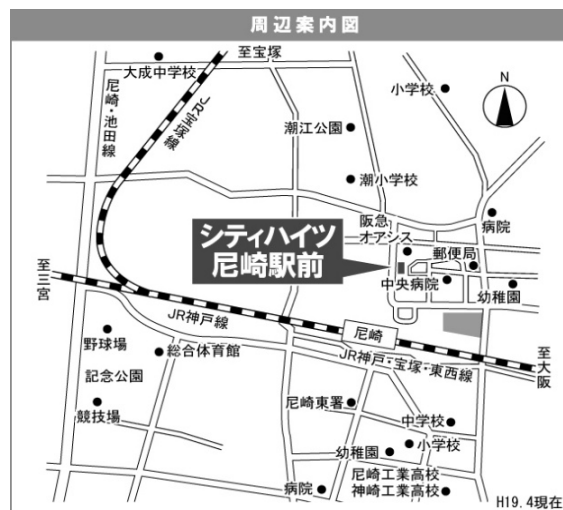 周辺案内図
至宝塚
大成中学校
尼崎・池田線
JR宝塚線
小学校
N
潮江公園
潮小学校
病院
阪急
オアシス
シティハイツ
尼崎駅前
郵便局
中央病院
幼稚園
至三宮
JR神戸線
尼崎
野球場
総合体育館
JR神戸・宝塚・東西線
至大阪
記念公園
競技場
尼崎東署
中学校
小学校
幼稚園
尼崎工業高校
病院
神崎工業高校
H19.4現在